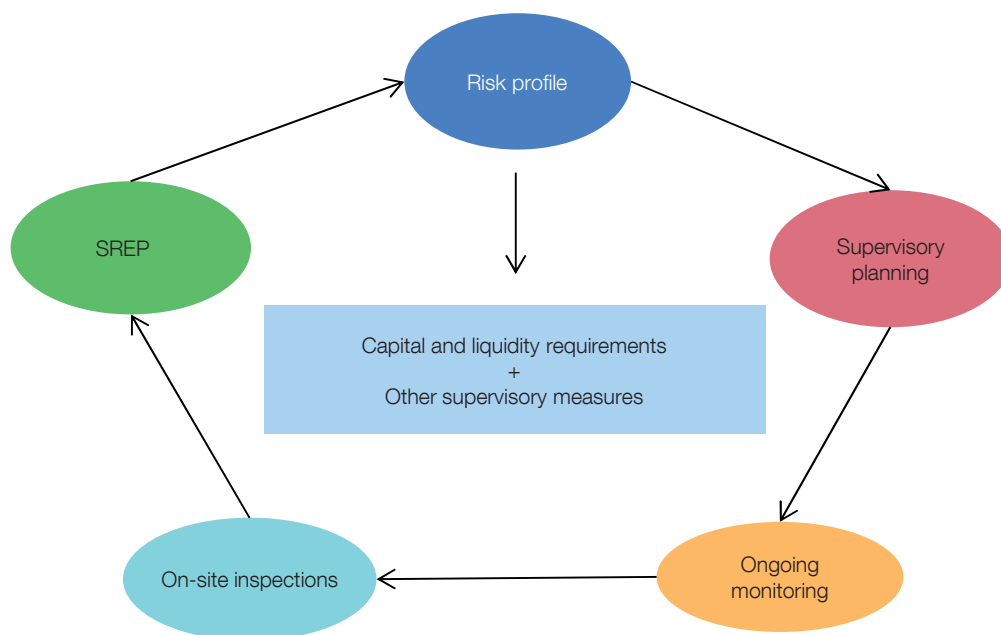 Risk profile
SREP
Supervisory
planning
Capital and liquidity requirements
+
Other supervisory measures
On-site inspections
Ongoing
monitoring